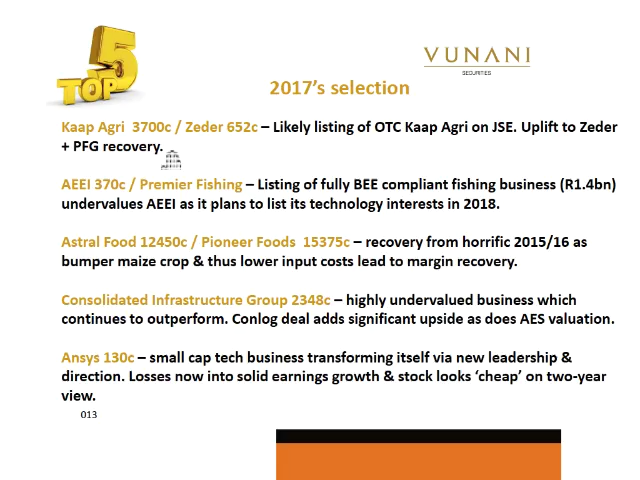 TOP 5
VUNANI
SECURITIES
2017’s selection
Kaap Agri  3700c / Zeder 652c – Likely listing of OTC Kaap Agri on JSE. Uplift to Zeder
+ PFG recovery.
AEEI 370c / Premier Fishing – Listing of fully BEE compliant fishing business (R1.4bn)
undervalues AEEI as it plans to list its technology interests in 2018.
Astral Food 12450c / Pioneer Foods  15375c – recovery from horrific 2015/16 as
bumper maize crop & thus lower input costs lead to margin recovery.
Consolidated Infrastructure Group 2348c – highly undervalued business which
continues to outperform. Conlog deal adds significant upside as does AES valuation.
Ansys 130c – small cap tech business transforming itself via new leadership &
direction. Losses now into solid earnings growth & stock looks ‘cheap’ on two-year
view.
013